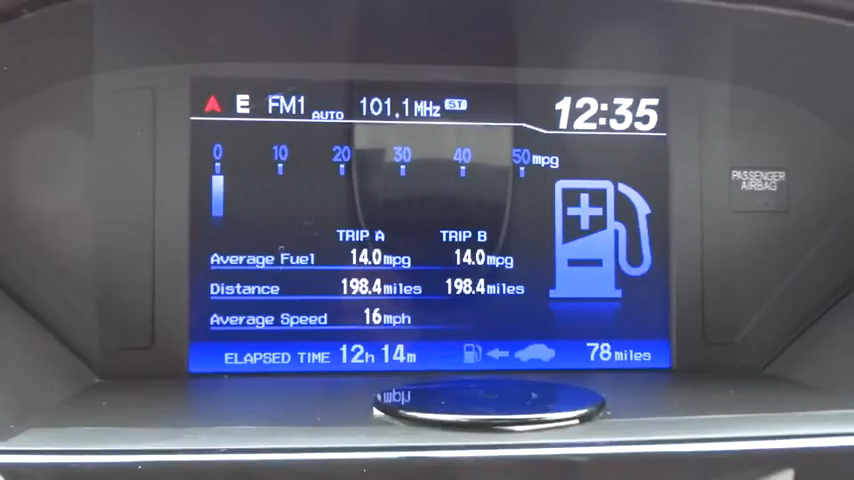 E FM1 AUTO 101.1 MHz ST 12:35
0 10 20 30 40 50 mpg
PASSENGER AIRBAG
TRIP A TRIP B
Average Fuel 14.0 mpg 14.0 mpg
Distance 198.4 miles 198.4 miles
Average Speed 16 mph
ELAPSED TIME 12h 14m 78 miles